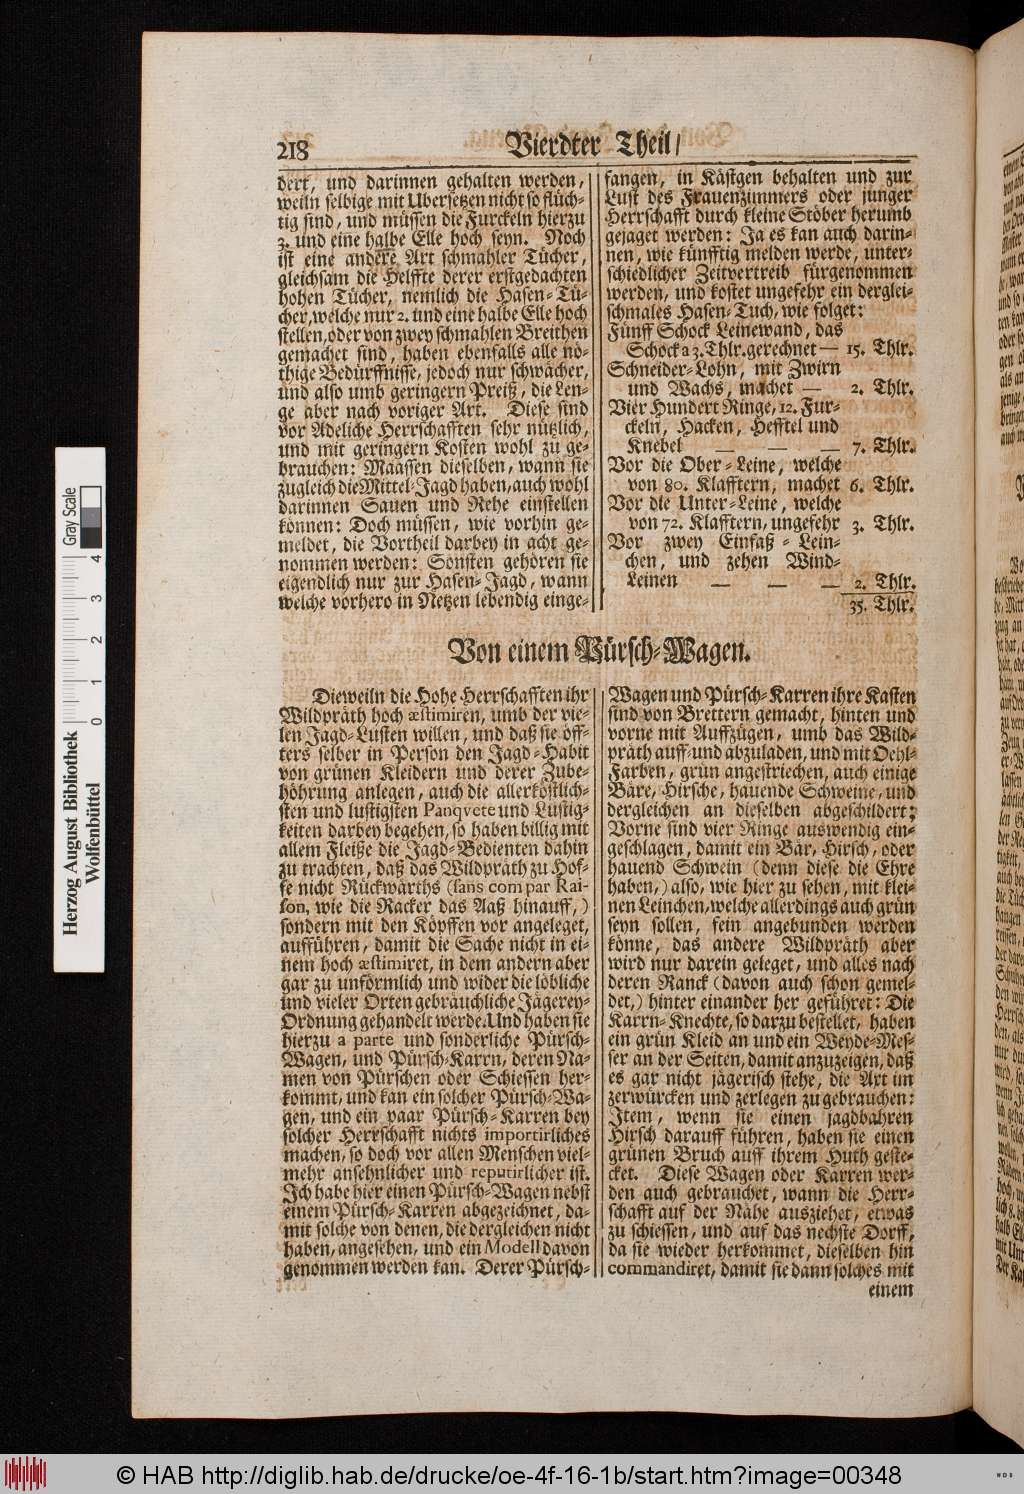 218
Vierdter Theil/
dert, und darinnen gehalten werden,
weiln selbige mit Ubersetzen nicht so flüch-
tig sind, und müssen die Furckeln hierzu
3. und eine halbe Elle hoch seyn. Noch
ist eine andere Art schmahler Tücher,
gleichsam die Helffte derer erstgedachten
hohen Tücher, nemlich die Hasen-Tü-
cher, welche nur 2. und eine halbe Elle hoch
stellen, oder von zwey schmahlen Breithen
gemachet sind, haben ebenfalls alle nö-
thige Bedürffnisse, jedoch nur schwächer,
und also umb geringern Preiß, die Len-
ge aber nach voriger Art. Diese sind
vor Adeliche Herrschafften sehr nützlich,
und mit geringern Kosten wohl zu ge-
brauchen: Maassen dieselben, wann sie
zugleich die Mittel-Jagd haben, auch wohl
darinnen Sauen und Rehe einstellen
können: Doch müssen, wie vorhin ge-
meldet, die Vortheil darbey in acht ge-
nommen werden: Sonsten gehören sie
eigendlich nur zur Hasen-Jagd, wann
welche vorhero in Netzen lebendig einge-
fangen, in Kästgen behalten und zur
Lust des Frauenzimmers oder junger
Herrschafft durch kleine Stöber herumb
gejaget werden: Ja es kan auch darin-
nen, wie künfftig melden werde, unter-
schiedlicher Zeitvertreib fürgenommen
werden, und kostet ungefehr ein derglei-
schmales Hasen-Tuch, wie folget:
Fünff Schock Leinewand, das
Schock a 3. Thlr. gerechnet — 15. Thlr.
Schneider-Lohn, mit Zwirn
und Wachs, machet — 2. Thlr.
Vier Hundert Ringe, 12. Fur-
ckeln, Hacken, Hefftel und
Knebel — — — 7. Thlr.
Vor die Ober-Leine, welche
von 80. Klafftern, machet 6. Thlr.
Vor die Unter-Leine, welche
von 72. Klafftern, ungefehr 3. Thlr.
Vor zwey Einfaß-Lein-
chen, und zehen Wind-
Leinen — — — 2. Thlr.
35. Thlr.
Von einem Pürsch-Wagen.
Dieweiln die Hohe Herrschafften ihr
Wildpräth hoch æstimiren, umb der vie-
len Jagd-Lusten willen, und daß sie öff-
ters selber in Person den Jagd-Habit
von grünen Kleidern und derer Zube-
höhrung anlegen, auch die allerköstlich-
sten und lustigsten Panqvete und Lustig-
keiten darbey begehen, so haben billig mit
allem Fleiße die Jagd-Bedienten dahin
zu trachten, daß das Wildpräth zu Hof-
fe nicht Rückwärths (sans com par Rai-
son, wie die Racker das Aaß hinauff,)
sondern mit den Köpffen vor angeleget,
aufführen, damit die Sache nicht in ei-
nem hoch æstimiret, in dem andern aber
gar zu unförmlich und wider die löbliche
und vieler Orten gebräuchliche Jägerey-
Ordnung gehandelt werde. Und haben sie
hierzu a parte und sonderliche Pürsch-
Wagen, und Pürsch-Karrn, deren Na-
men von Pürschen oder Schiessen her-
kommt, und kan ein solcher Pürsch-Wa-
gen, und ein paar Pürsch-Karren bey
solcher Herrschafft nichts importirliches
machen, so doch vor allen Menschen viel-
mehr ansehnlicher und reputirlicher ist.
Ich habe hier einen Pürsch-Wagen nebst
einem Pürsch-Karren abgezeichnet, da-
mit solche von denen, die dergleichen nicht
haben, angesehen, und ein Modell davon
genommen werden kan. Derer Pürsch-
Wagen und Pürsch-Karren ihre Kasten
sind von Brettern gemacht, hinten und
vorne mit Auffzügen, umb das Wild-
präth auff- und abzuladen, und mit Oehl-
Farben, grün angestriechen, auch einige
Bäre, Hirsche, hauende Schweine, und
dergleichen an dieselben abgeschildert;
Vorne sind vier Ringe auswendig ein-
geschlagen, damit ein Bär, Hirsch, oder
hauend Schwein (denn diese die Ehre
haben,) also, wie hier zu sehen, mit klei-
nen Leinchen, welche allerdings auch grün
seyn sollen, fein angebunden werden
könne, das andere Wildpräth aber
wird nur darein geleget, und alles nach
deren Ranck (davon auch schon gemel-
det,) hinter einander her geführet: Die
Karrn-Knechte, so darzu bestellet, haben
ein grün Kleid an und ein Weyde-Mes-
ser an der Seiten, damit anzuzeigen, daß
es gar nicht jägerisch stehe, die Art im
zerwürcken und zerlegen zu gebrauchen:
Item, wenn sie einen jagdbahren
Hirsch darauff führen, haben sie einen
grünen Bruch auff ihrem Huth geste-
cket. Diese Wagen oder Karren wer-
den auch gebrauchet, wann die Herr-
schafft auf der Nähe ausziehet, etwas
zu schiessen, und auf das nechste Dorff,
da sie wieder herkommet, dieselben hin
commandiret, damit sie dann solches mit
einem
Herzog August Bibliothek
Wolfenbüttel
0 1 2 3 4
Gray Scale
© HAB http://diglib.hab.de/drucke/oe-4f-16-1b/start.htm?image=00348